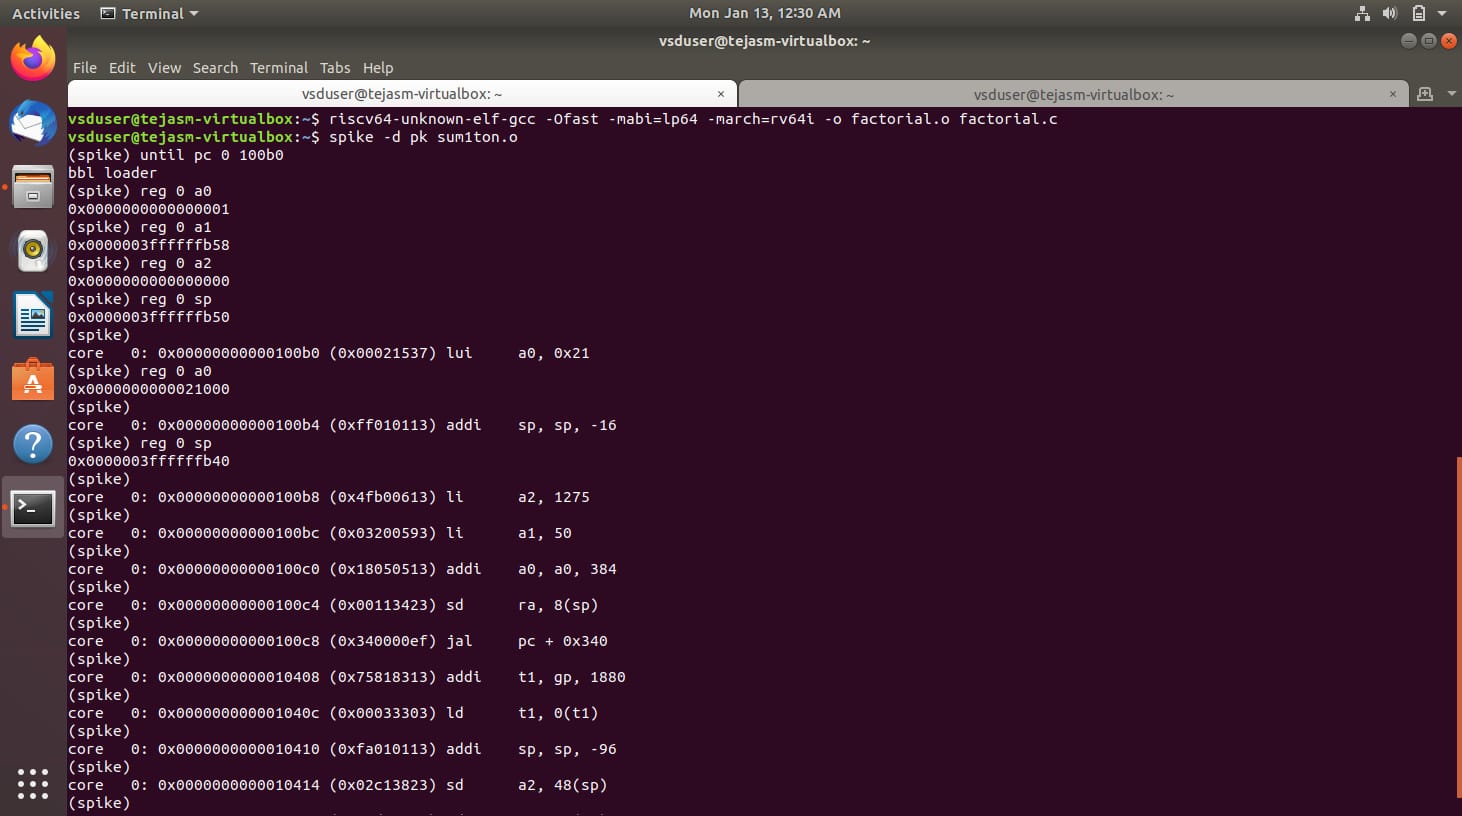 Activities Terminal Mon Jan 13, 12:30 AM
vsduser@tejasm-virtualbox: ~
File Edit View Search Terminal Tabs Help
vsduser@tejasm-virtualbox: ~ × vsduser@tejasm-virtualbox: ~ ×
vsduser@tejasm-virtualbox:~$ riscv64-unknown-elf-gcc -Ofast -mabi=lp64 -march=rv64i -o factorial.o factorial.c
vsduser@tejasm-virtualbox:~$ spike -d pk sum1ton.o
(spike) until pc 0 100b0
bbl loader
(spike) reg 0 a0
0x0000000000000001
(spike) reg 0 a1
0x0000003ffffffb58
(spike) reg 0 a2
0x0000000000000000
(spike) reg 0 sp
0x0000003ffffffb50
(spike)
core   0: 0x00000000000100b0 (0x00021537) lui     a0, 0x21
(spike) reg 0 a0
0x0000000000021000
(spike)
core   0: 0x00000000000100b4 (0xff010113) addi    sp, sp, -16
(spike) reg 0 sp
0x0000003ffffffb40
(spike)
core   0: 0x00000000000100b8 (0x4fb00613) li      a2, 1275
(spike)
core   0: 0x00000000000100bc (0x03200593) li      a1, 50
(spike)
core   0: 0x00000000000100c0 (0x18050513) addi    a0, a0, 384
(spike)
core   0: 0x00000000000100c4 (0x00113423) sd      ra, 8(sp)
(spike)
core   0: 0x00000000000100c8 (0x340000ef) jal     pc + 0x340
(spike)
core   0: 0x0000000000010408 (0x75818313) addi    t1, gp, 1880
(spike)
core   0: 0x000000000001040c (0x00033303) ld      t1, 0(t1)
(spike)
core   0: 0x0000000000010410 (0xfa010113) addi    sp, sp, -96
(spike)
core   0: 0x0000000000010414 (0x02c13823) sd      a2, 48(sp)
(spike)